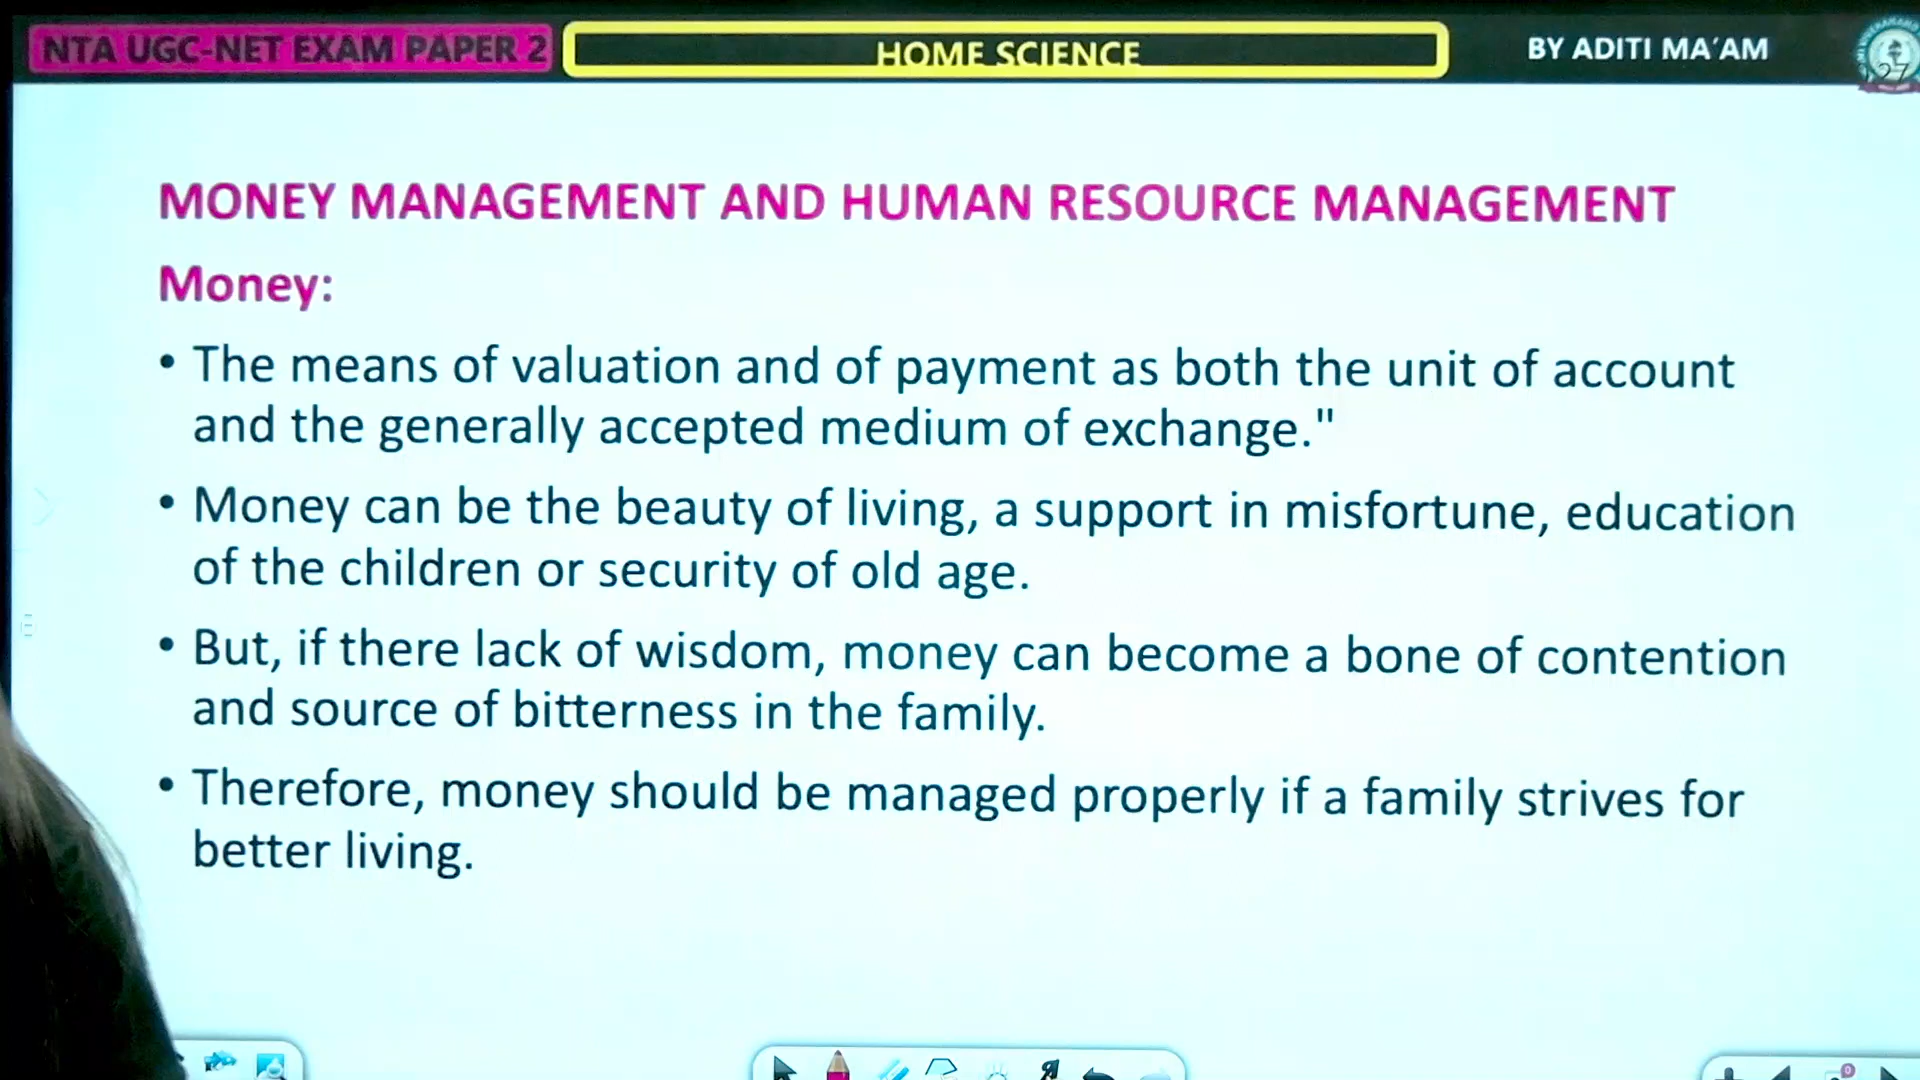 NTA UGC-NET EXAM PAPER 2
HOME SCIENCE
BY ADITI MA'AM
127
MONEY MANAGEMENT AND HUMAN RESOURCE MANAGEMENT
Money:
• The means of valuation and of payment as both the unit of account
and the generally accepted medium of exchange."
• Money can be the beauty of living, a support in misfortune, education
of the children or security of old age.
• But, if there lack of wisdom, money can become a bone of contention
and source of bitterness in the family.
• Therefore, money should be managed properly if a family strives for
better living.
0